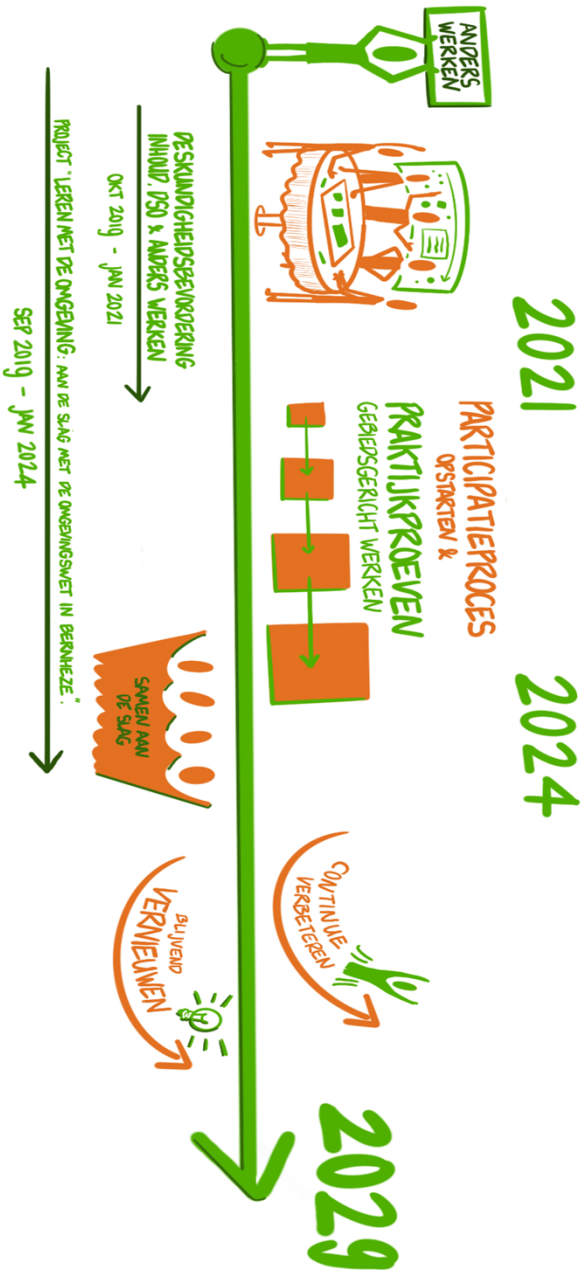 ANDERS
WERKEN
2021
2024
2029
PARTICIPATIEPROCES
OPSTARTEN &
PRAKTIJKPROEVEN
GEBIEDSGERICHT WERKEN
CONTINUE
VERBETEREN
DESKUNDIGHEIDSBEVORDERING
INHOUD, DSO & ANDERS WERKEN
OKT 2019 - JAN 2021
SAMEN AAN
DE SLAG
BLIJVEND
VERNIEUWEN
PROJECT "LEREN MET DE OMGEVING: AAN DE SLAG MET DE OMGEVINGSWET IN BERNHEZE".
SEP 2019 - JAN 2024